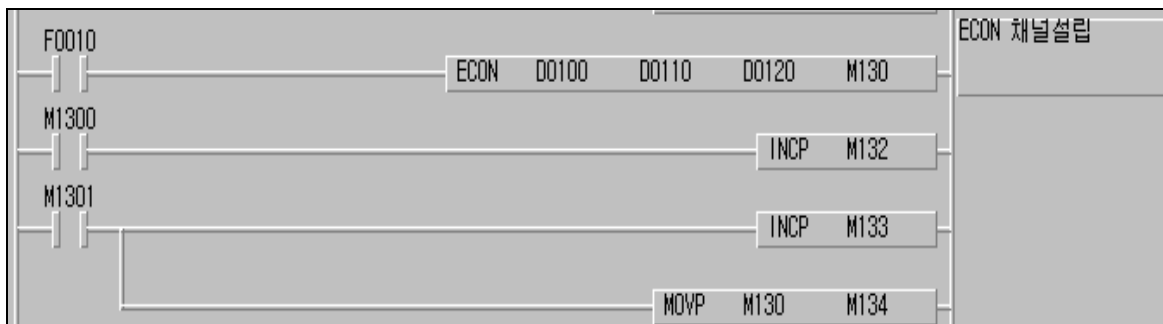 F0010
ECON D0100 D0110 D0120 M130
ECON 채널설립
M1300
INCP M132
M1301
INCP M133
MOVP M130 M134